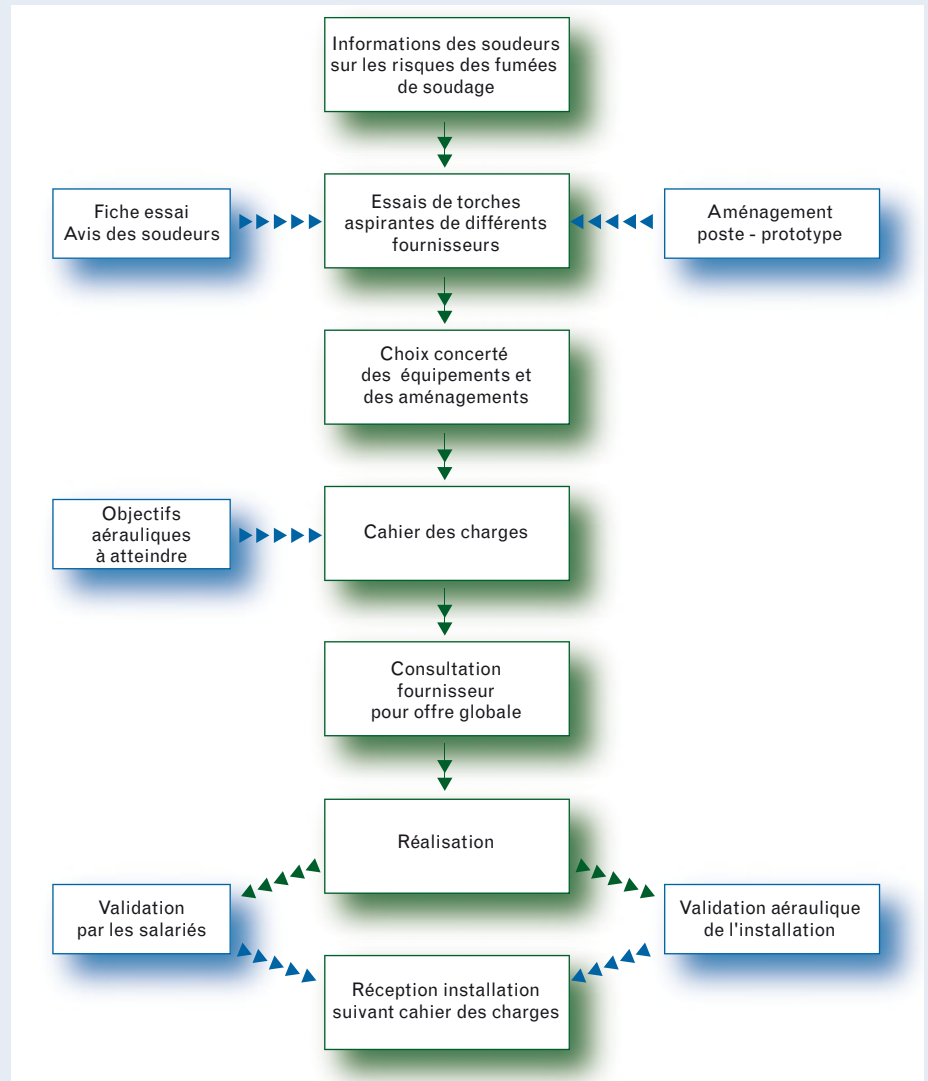 Informations des soudeurs
sur les risques des fumées
de soudage
Fiche essai
Avis des soudeurs
Essais de torches
aspirantes de différents
fournisseurs
Aménagement
poste - prototype
Choix concerté
des équipements et
des aménagements
Objectifs
aérauliques
à atteindre
Cahier des charges
Consultation
fournisseur
pour offre globale
Réalisation
Validation
par les salariés
Validation aéraulique
de l'installation
Réception installation
suivant cahier des charges